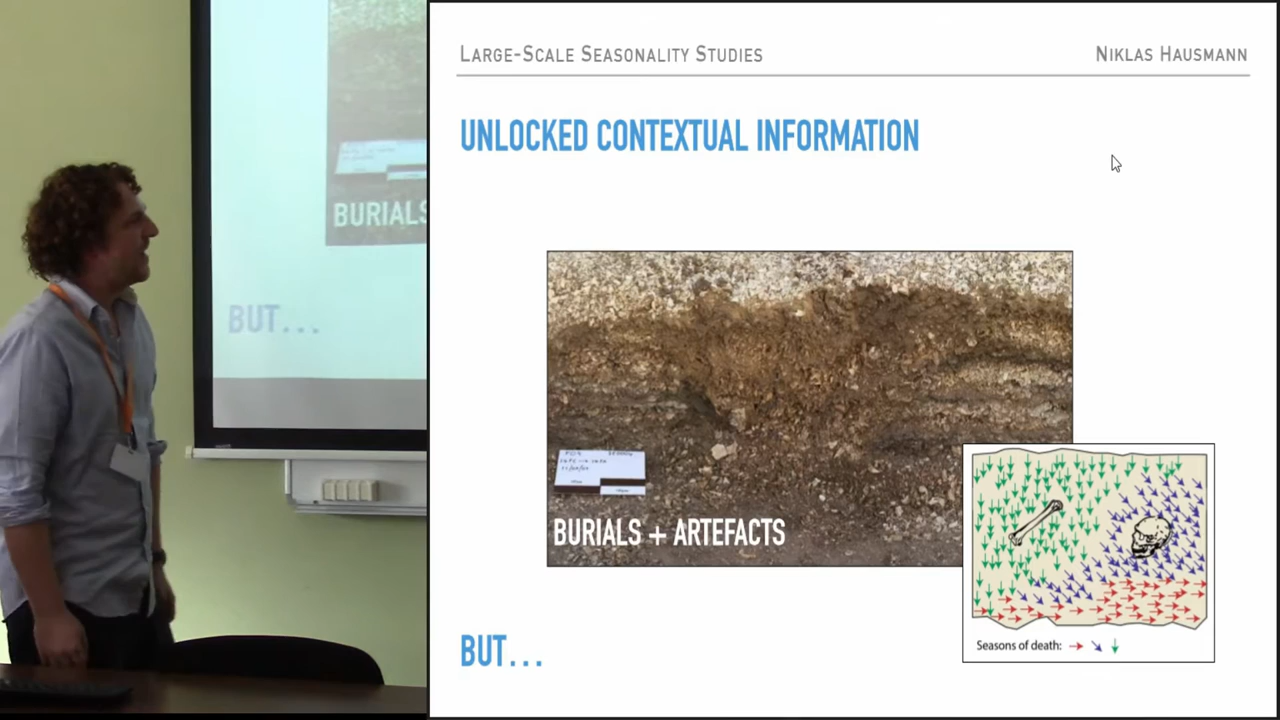 LARGE-SCALE SEASONALITY STUDIES
NIKLAS HAUSMANN
UNLOCKED CONTEXTUAL INFORMATION
BURIALS + ARTEFACTS
BUT...
Seasons of death:
BURIALS
BUT...